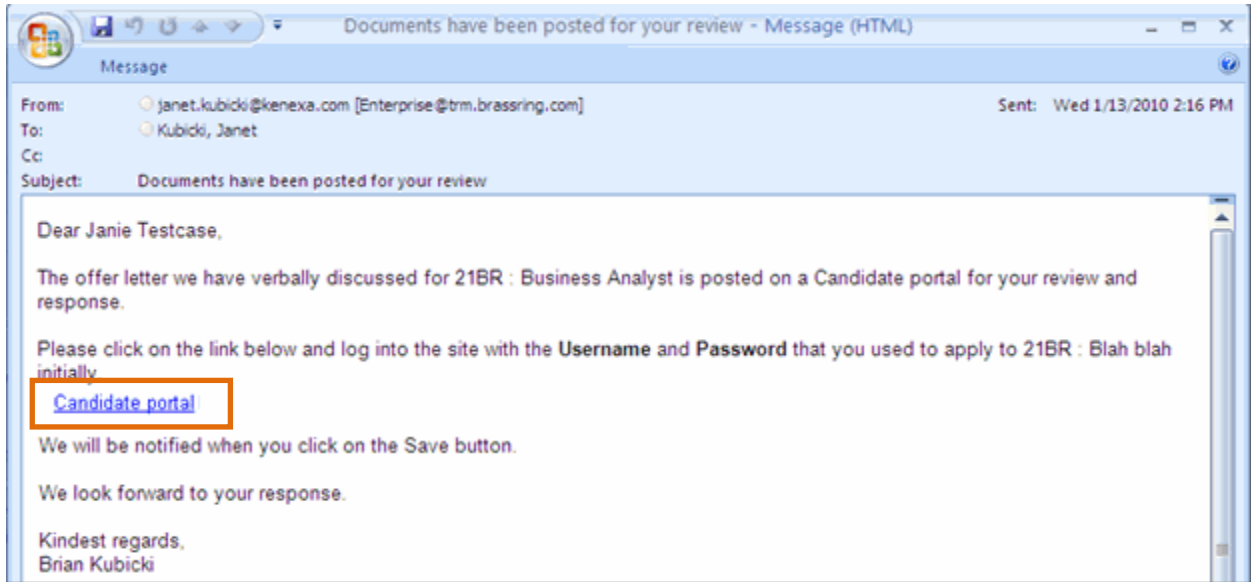 Documents have been posted for your review - Message (HTML)
Message
From: janet.kubicki@kenexa.com [Enterprise@trm.brassring.com] Sent: Wed 1/13/2010 2:16 PM
To: Kubicki, Janet
Cc:
Subject: Documents have been posted for your review
Dear Janie Testcase,
The offer letter we have verbally discussed for 21BR : Business Analyst is posted on a Candidate portal for your review and
response.
Please click on the link below and log into the site with the Username and Password that you used to apply to 21BR : Blah blah
initially
Candidate portal
We will be notified when you click on the Save button.
We look forward to your response.
Kindest regards,
Brian Kubicki